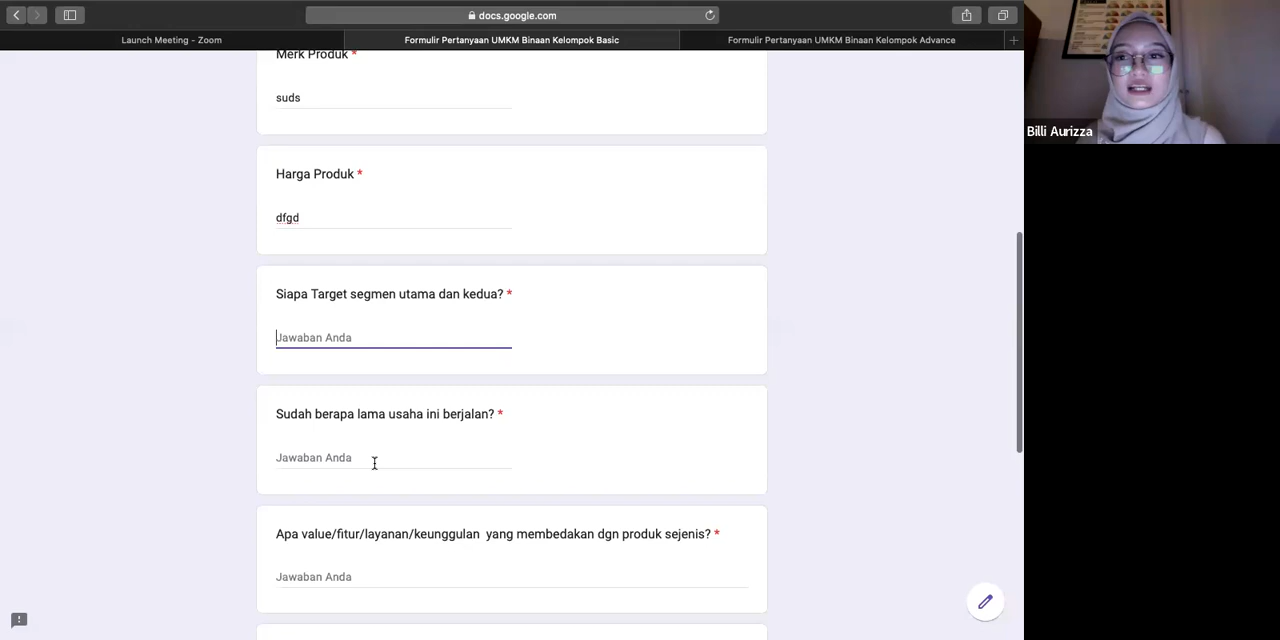 docs.google.com
Launch Meeting - Zoom
Formulir Pertanyaan UMKM Binaan Kelompok Basic
Formulir Pertanyaan UMKM Binaan Kelompok Advance
Merk Produk *
suds
Harga Produk *
dfgd
Siapa Target segmen utama dan kedua? *
Jawaban Anda
Sudah berapa lama usaha ini berjalan? *
Jawaban Anda
Apa value/fitur/layanan/keunggulan  yang membedakan dgn produk sejenis? *
Jawaban Anda
Billi Aurizza